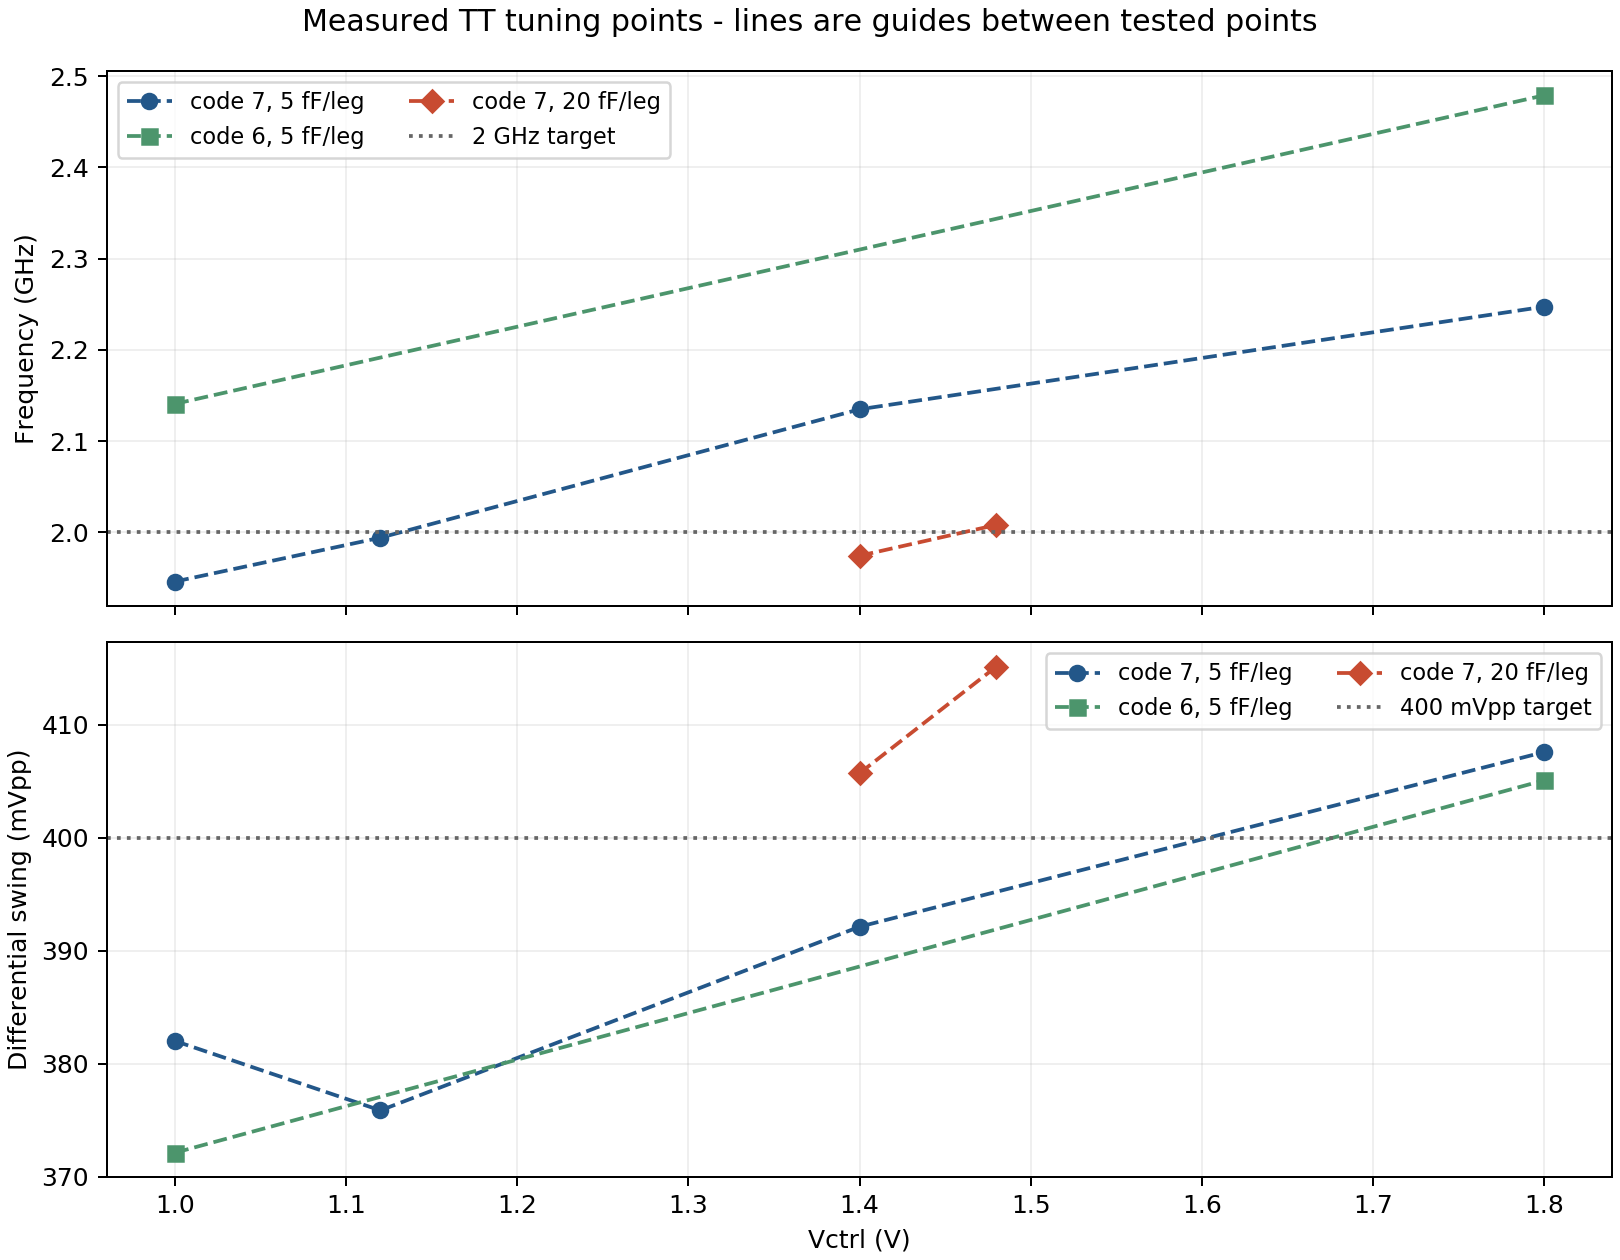 Measured TT tuning points - lines are guides between tested points
2.5
2.4
2.3
2.2
2.1
2.0
Frequency (GHz)
code 7, 5 fF/leg
code 6, 5 fF/leg
code 7, 20 fF/leg
2 GHz target
410
400
390
380
370
Differential swing (mVpp)
code 7, 5 fF/leg
code 6, 5 fF/leg
code 7, 20 fF/leg
400 mVpp target
1.0 1.1 1.2 1.3 1.4 1.5 1.6 1.7 1.8
Vctrl (V)